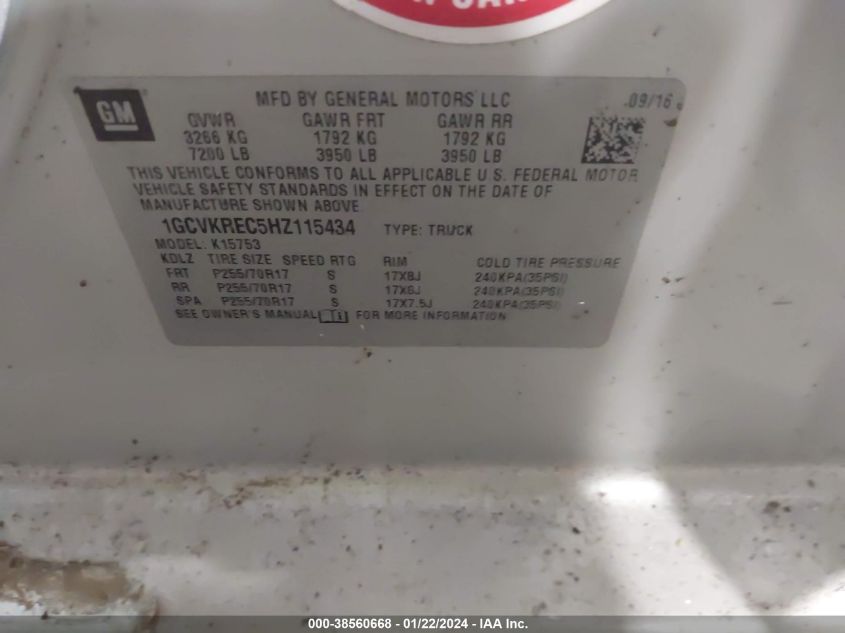 GM
MFD BY GENERAL MOTORS LLC 09/16
GVWR GAWR FRT GAWR RR
3266 KG 1792 KG 1792 KG
7200 LB 3950 LB 3950 LB
THIS VEHICLE CONFORMS TO ALL APPLICABLE U.S. FEDERAL MOTOR
VEHICLE SAFETY STANDARDS IN EFFECT ON THE DATE OF
MANUFACTURE SHOWN ABOVE.
1GCVKREC5HZ115434 TYPE: TRUCK
MODEL: K15753
KDLZ TIRE SIZE SPEED RTG RIM COLD TIRE PRESSURE
FRT P255/70R17 S 17X8J 240KPA(35PSI)
RR P255/70R17 S 17X8J 240KPA(35PSI)
SPA P255/70R17 S 17X7.5J 240KPA(35PSI)
SEE OWNER'S MANUAL FOR MORE INFORMATION
000-38560668 - 01/22/2024 - IAA Inc.